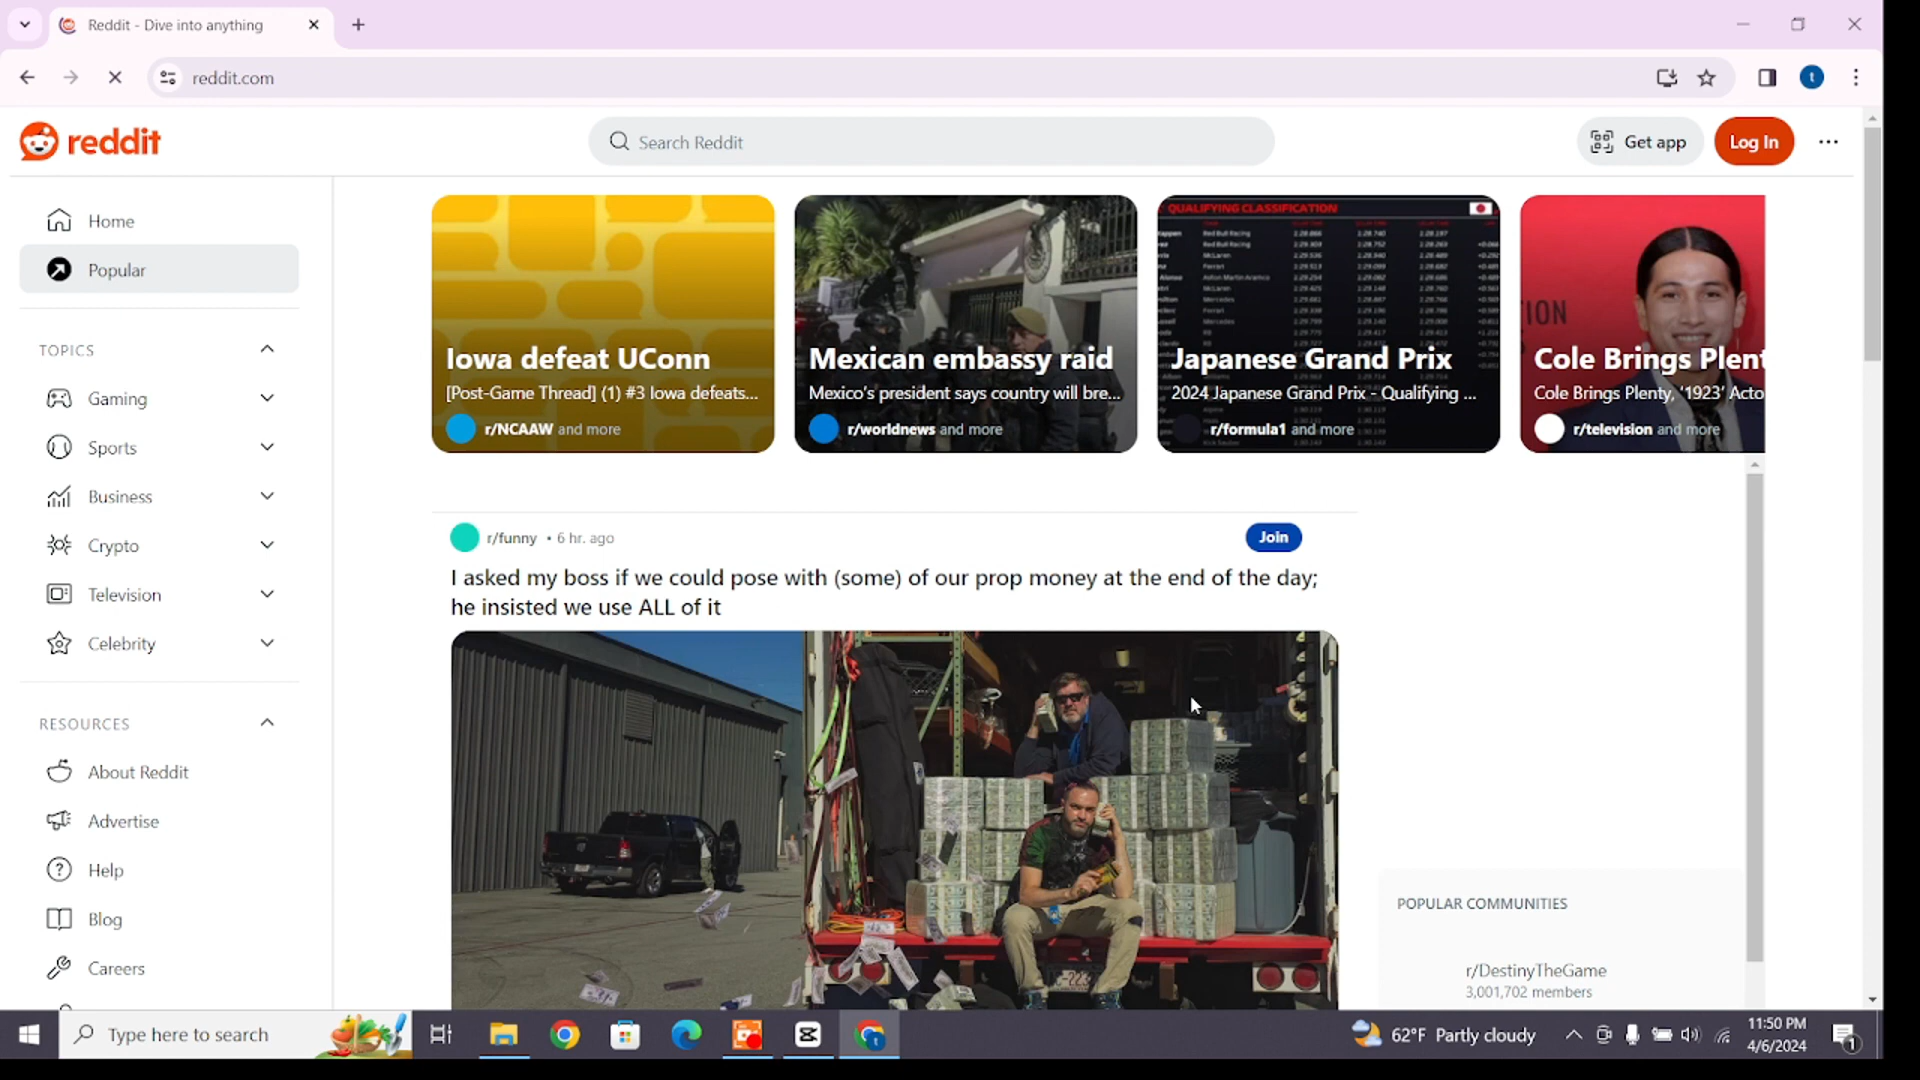 Reddit - Dive into anything
reddit.com
t
reddit
Search Reddit
Get app
Log In
Home
Popular
TOPICS
Gaming
Sports
Business
Crypto
Television
Celebrity
RESOURCES
About Reddit
Advertise
Help
Blog
Careers
Iowa defeat UConn
[Post-Game Thread] (1) #3 Iowa defeats...
r/NCAAW and more
Mexican embassy raid
Mexico's president says country will bre...
r/worldnews and more
QUALIFYING CLASSIFICATION
Japanese Grand Prix
2024 Japanese Grand Prix - Qualifying ...
r/formula1 and more
Cole Brings Plent
Cole Brings Plenty, '1923' Acto
r/television and more
r/funny • 6 hr. ago
Join
I asked my boss if we could pose with (some) of our prop money at the end of the day;
he insisted we use ALL of it
POPULAR COMMUNITIES
r/DestinyTheGame
3,001,702 members
Type here to search
t
62°F Partly cloudy
11:50 PM
4/6/2024
1